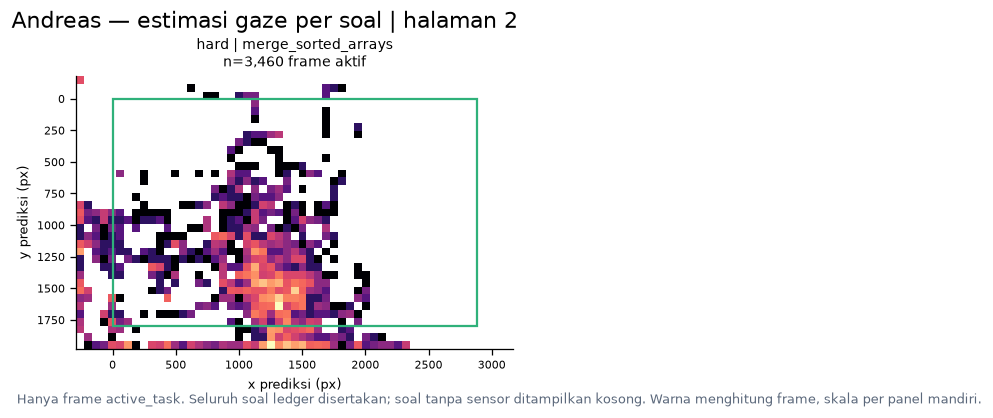 Andreas — estimasi gaze per soal | halaman 2
hard | merge_sorted_arrays
n=3,460 frame aktif
0
250
500
750
1000
1250
1500
1750
y prediksi (px)
0 500 1000 1500 2000 2500 3000
x prediksi (px)
Hanya frame active_task. Seluruh soal ledger disertakan; soal tanpa sensor ditampilkan kosong. Warna menghitung frame, skala per panel mandiri.